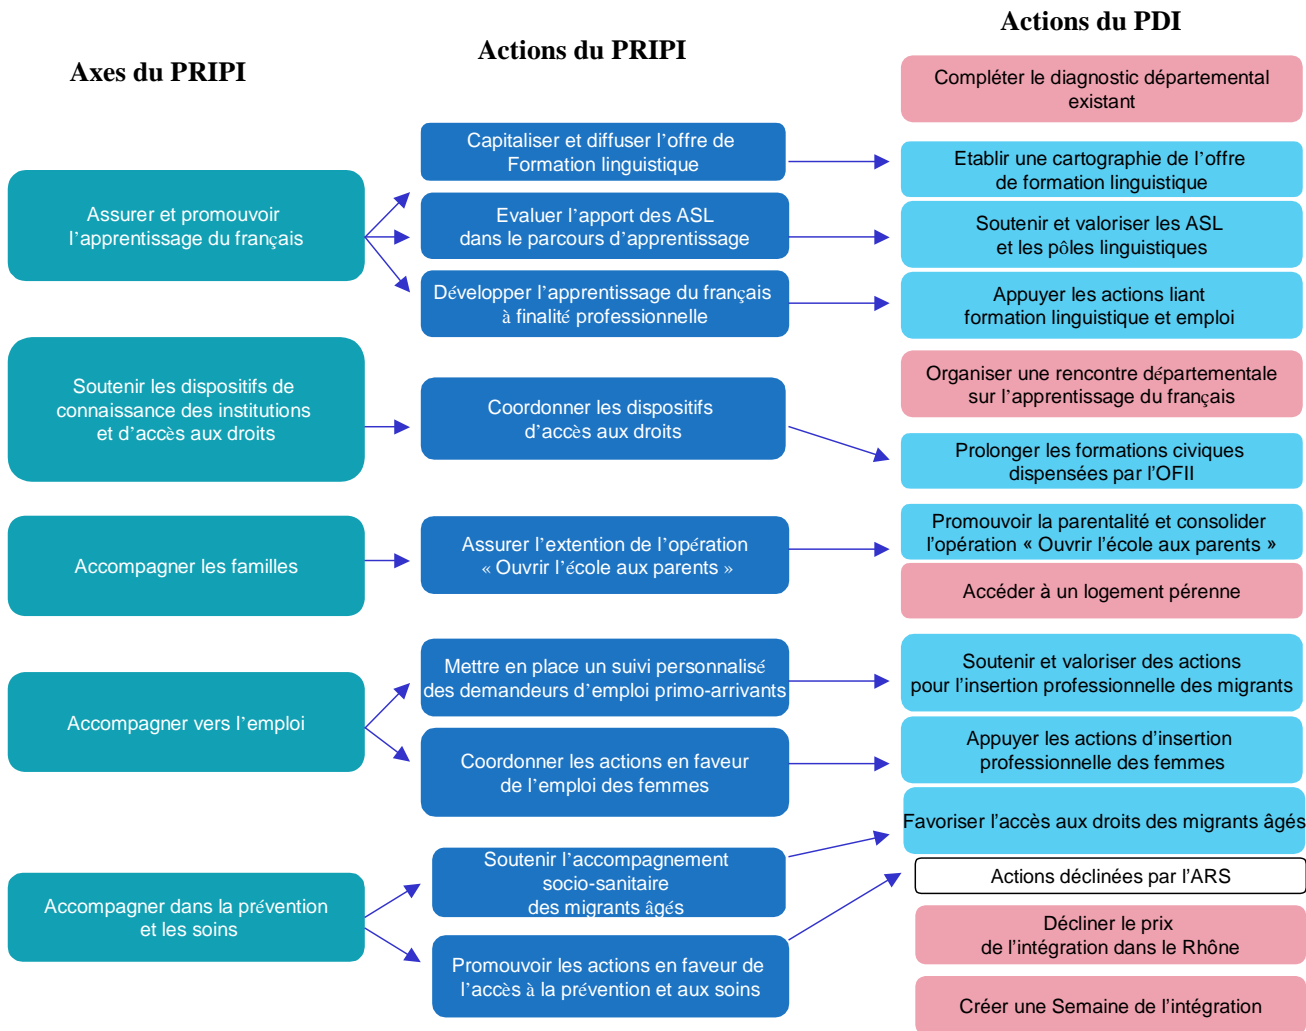 Axes du PRIPI
Assurer et promouvoir
l'apprentissage du français
Soutenir les dispositifs de
connaissance des institutions
et d'accès aux droits
Accompagner les familles
Accompagner vers l'emploi
Accompagner dans la prévention
et les soins
Actions du PRIPI
Capitaliser et diffuser l'offre de
Formation linguistique
Evaluer l'apport des ASL
dans le parcours d'apprentissage
Développer l'apprentissage du français
à finalité professionnelle
Coordonner les dispositifs
d'accès aux droits
Assurer l'extention de l'opération
« Ouvrir l'école aux parents »
Mettre en place un suivi personnalisé
des demandeurs d'emploi primo-arrivants
Coordonner les actions en faveur
de l'emploi des femmes
Soutenir l'accompagnement
socio-sanitaire
des migrants âgés
Promouvoir les actions en faveur de
l'accès à la prévention et aux soins
Actions du PDI
Compléter le diagnostic départemental
existant
Etablir une cartographie de l'offre
de formation linguistique
Soutenir et valoriser les ASL
et les pôles linguistiques
Appuyer les actions liant
formation linguistique et emploi
Organiser une rencontre départementale
sur l'apprentissage du français
Prolonger les formations civiques
dispensées par l'OFII
Promouvoir la parentalité et consolider
l'opération « Ouvrir l'école aux parents »
Accéder à un logement pérenne
Soutenir et valoriser des actions
pour l'insertion professionnelle des migrants
Appuyer les actions d'insertion
professionnelle des femmes
Favoriser l'accès aux droits des migrants âgés
Actions déclinées par l'ARS
Décliner le prix
de l'intégration dans le Rhône
Créer une Semaine de l'intégration